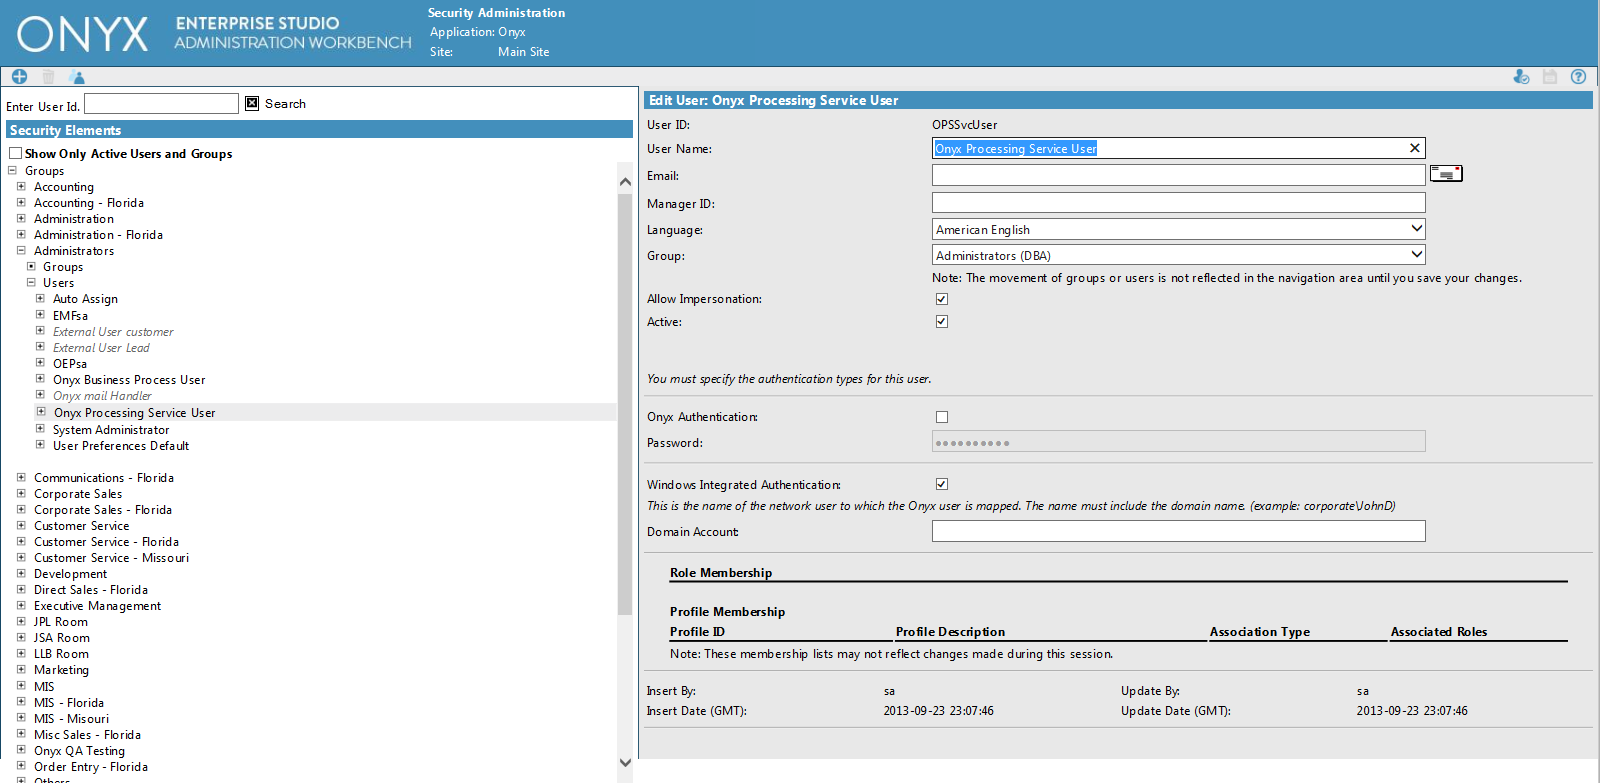 ONYX
ENTERPRISE STUDIO
ADMINISTRATION WORKBENCH
Security Administration
Application: Onyx
Site: Main Site
Enter User Id. Search
Security Elements
Show Only Active Users and Groups
Groups
Accounting
Accounting - Florida
Administration
Administration - Florida
Administrators
Groups
Users
Auto Assign
EMFsa
External User customer
External User Lead
OEPsa
Onyx Business Process User
Onyx mail Handler
Onyx Processing Service User
System Administrator
User Preferences Default
Communications - Florida
Corporate Sales
Corporate Sales - Florida
Customer Service
Customer Service - Florida
Customer Service - Missouri
Development
Direct Sales - Florida
Executive Management
JPL Room
JSA Room
LLB Room
Marketing
MIS
MIS - Florida
MIS - Misouri
Misc Sales - Florida
Onyx QA Testing
Order Entry - Florida
Others
Edit User: Onyx Processing Service User
User ID: OPSSvcUser
User Name: Onyx Processing Service User
Email:
Manager ID:
Language: American English
Group: Administrators (DBA)
Note: The movement of groups or users is not reflected in the navigation area until you save your changes.
Allow Impersonation:
Active:
You must specify the authentication types for this user.
Onyx Authentication:
Password: ●●●●●●●●●●
Windows Integrated Authentication:
This is the name of the network user to which the Onyx user is mapped. The name must include the domain name. (example: corporate\JohnD)
Domain Account:
Role Membership
Profile Membership
Profile ID Profile Description Association Type Associated Roles
Note: These membership lists may not reflect changes made during this session.
Insert By: sa Update By: sa
Insert Date (GMT): 2013-09-23 23:07:46 Update Date (GMT): 2013-09-23 23:07:46